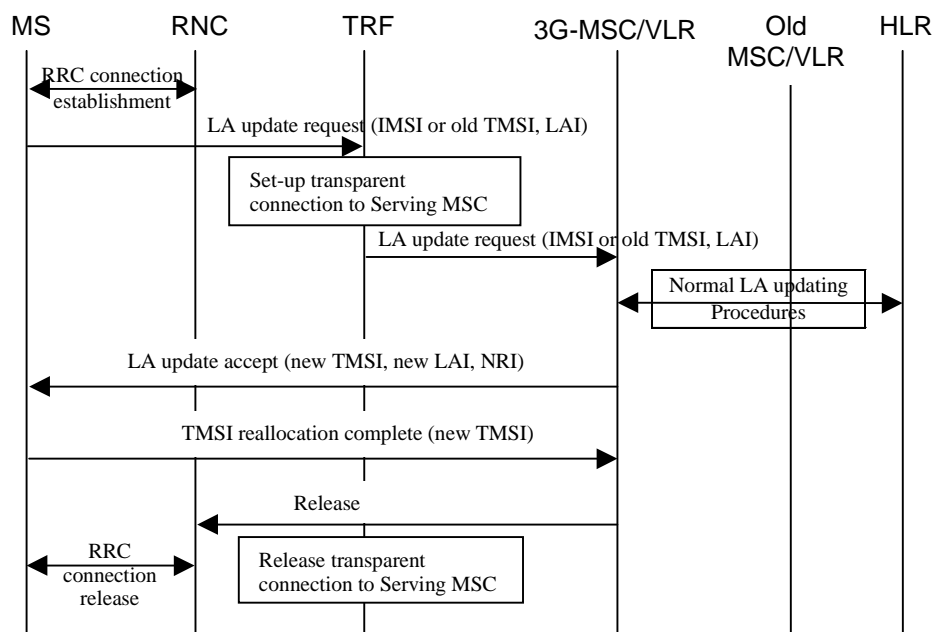 MS RNC TRF 3G-MSC/VLR Old HLR
MSC/VLR
RRC connection
establishment
LA update request (IMSI or old TMSI, LAI)
Set-up transparent
connection to Serving MSC
LA update request (IMSI or old TMSI, LAI)
Normal LA updating
Procedures
LA update accept (new TMSI, new LAI, NRI)
TMSI reallocation complete (new TMSI)
Release
RRC
connection
release
Release transparent
connection to Serving MSC